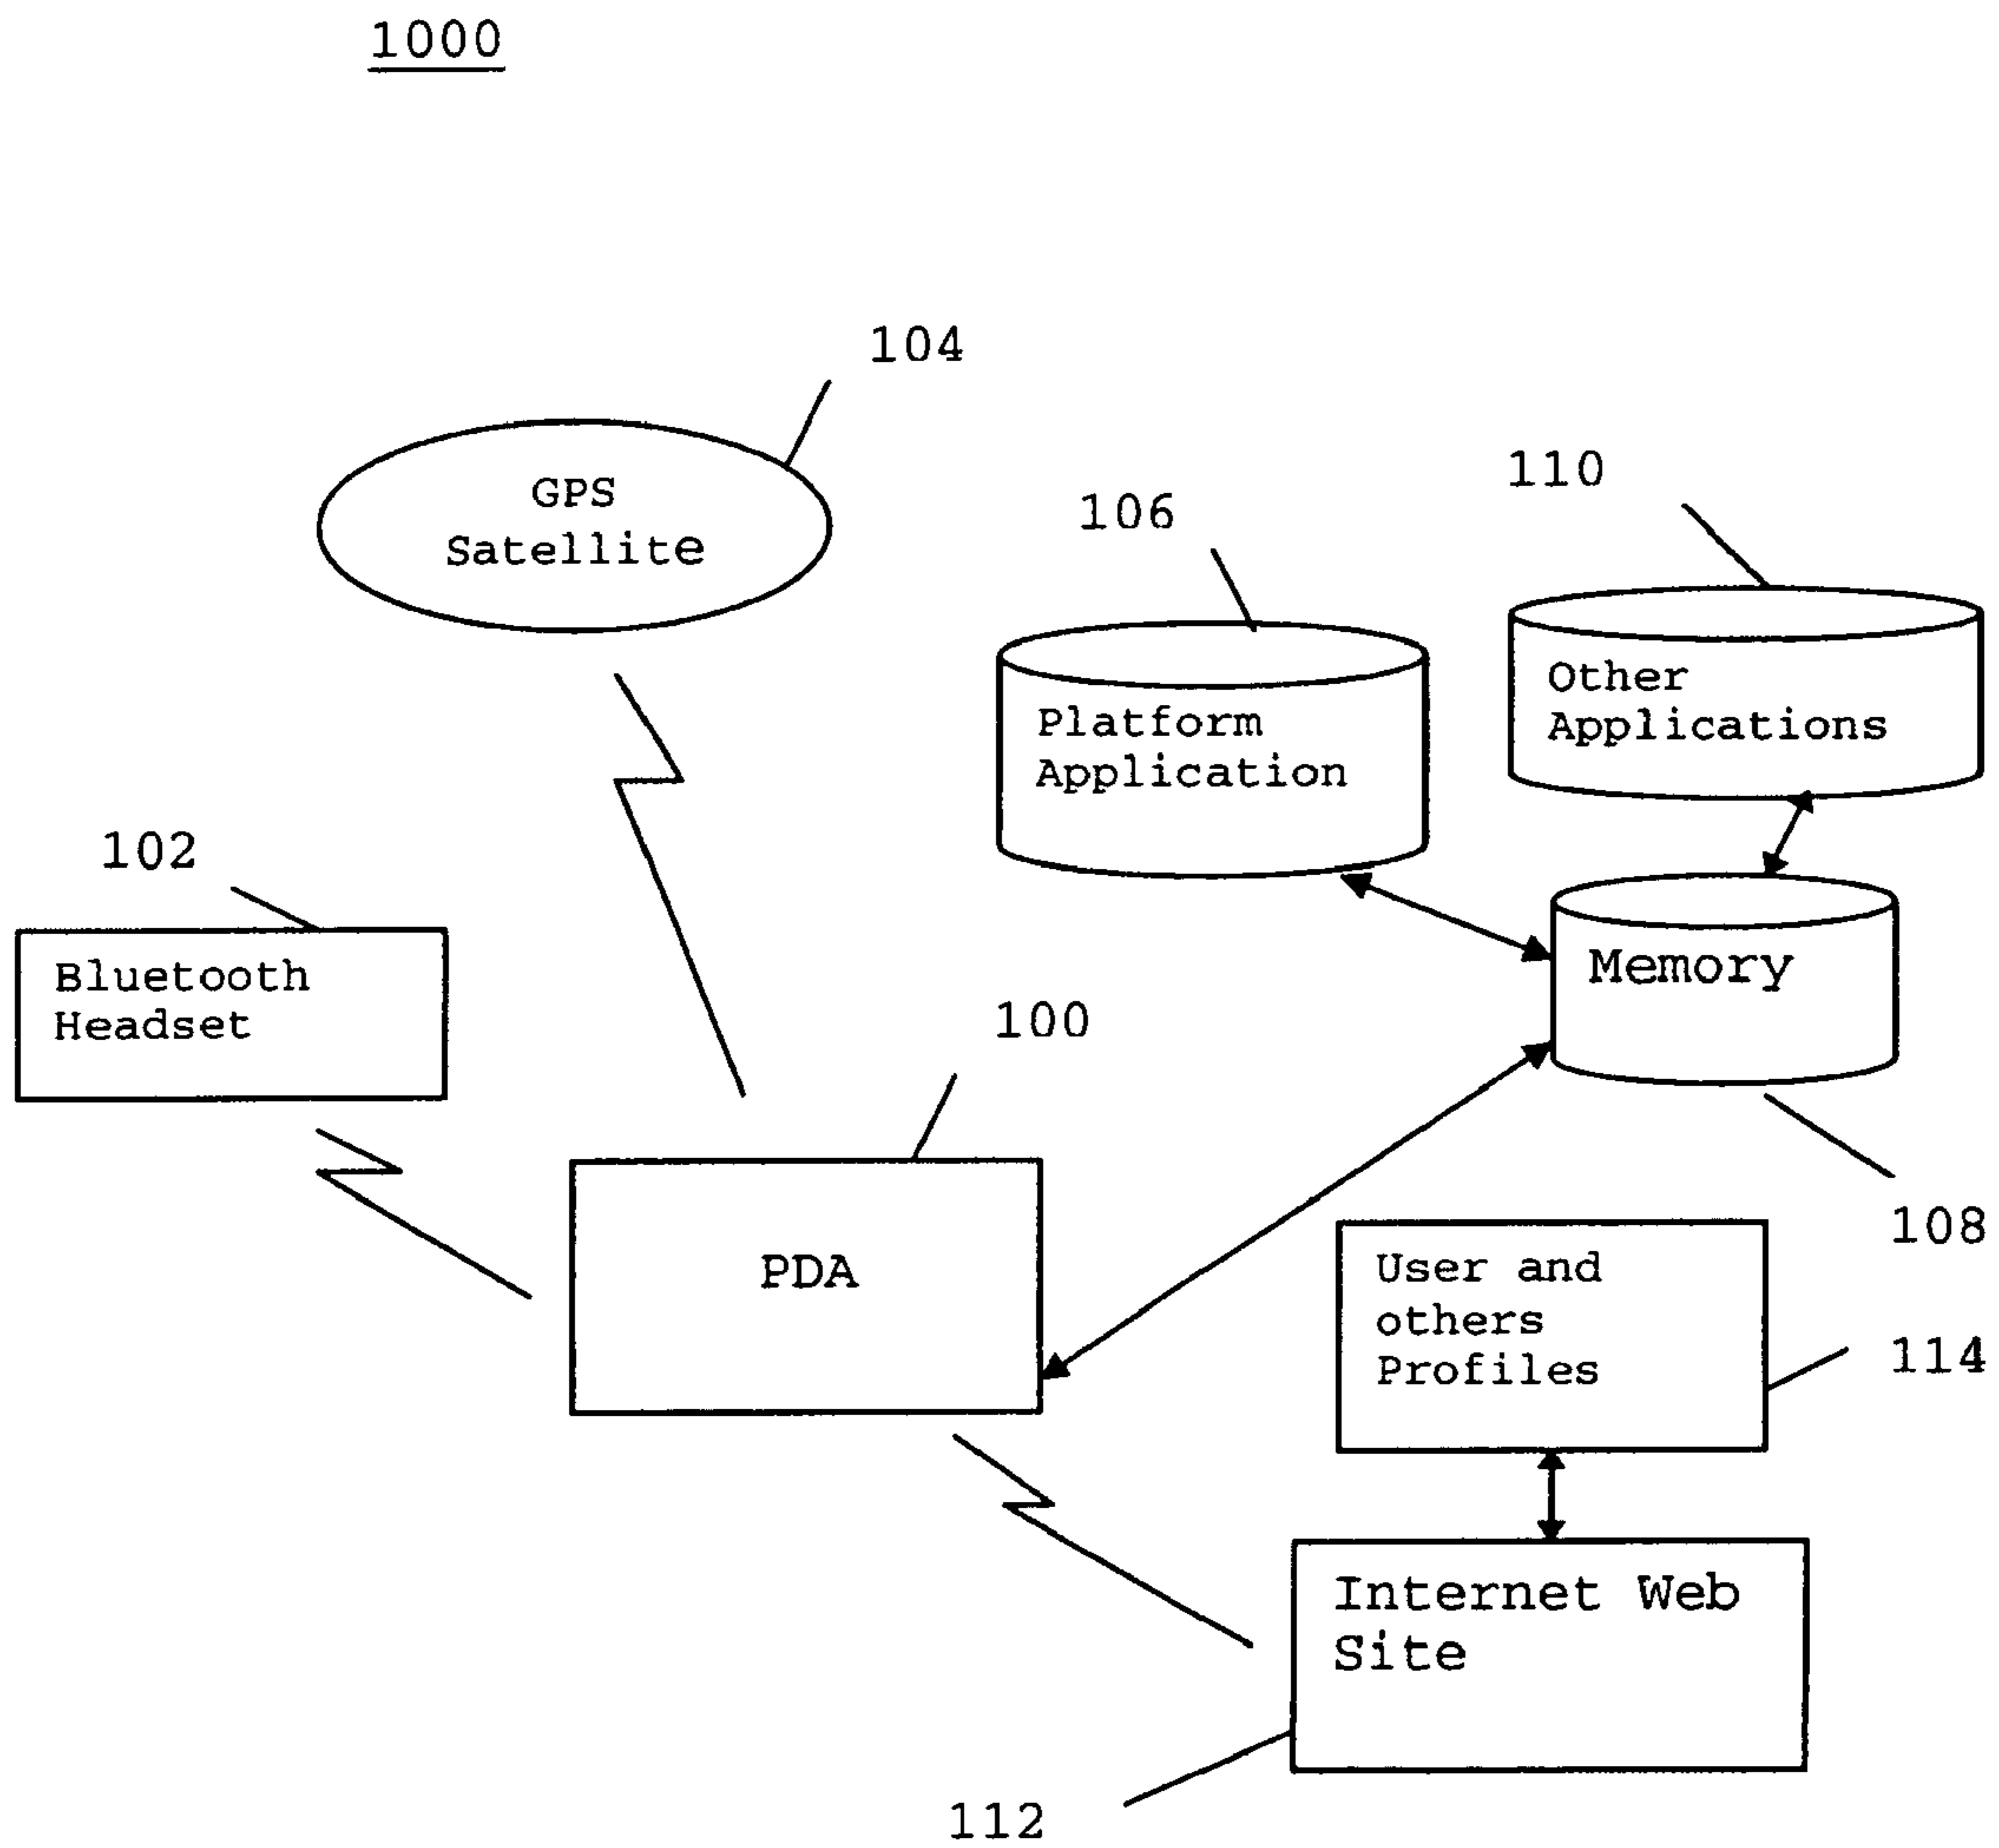 1000
104
GPS
Satellite
110
106
Other
Applications
Platform
Application
102
Bluetooth
Headset
Memory
100
108
PDA
User and
others
Profiles
114
Internet Web
Site
112